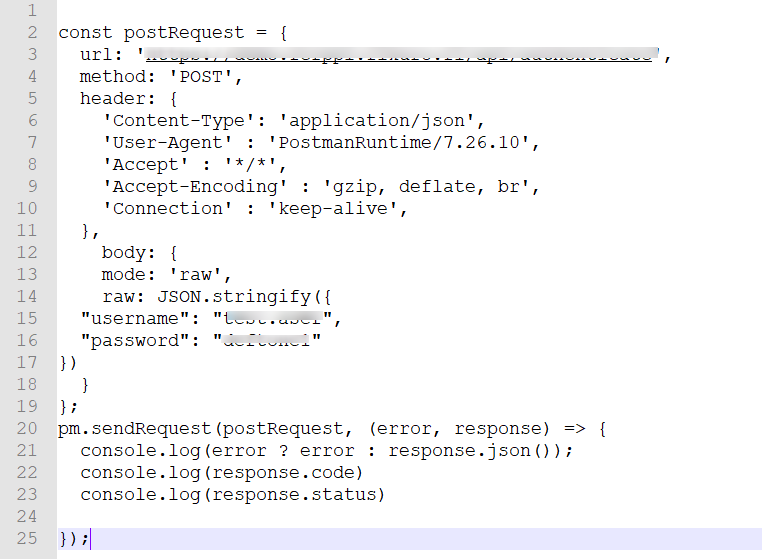 1
2 const postRequest = {
3 url: '',
4 method: 'POST',
5 header: {
6 'Content-Type': 'application/json',
7 'User-Agent' : 'PostmanRuntime/7.26.10',
8 'Accept' : '*/*',
9 'Accept-Encoding' : 'gzip, deflate, br',
10 'Connection' : 'keep-alive',
11 },
12 body: {
13 mode: 'raw',
14 raw: JSON.stringify({
15 "username": "",
16 "password": ""
17 })
18 }
19 };
20 pm.sendRequest(postRequest, (error, response) => {
21 console.log(error ? error : response.json());
22 console.log(response.code)
23 console.log(response.status)
24
25 });